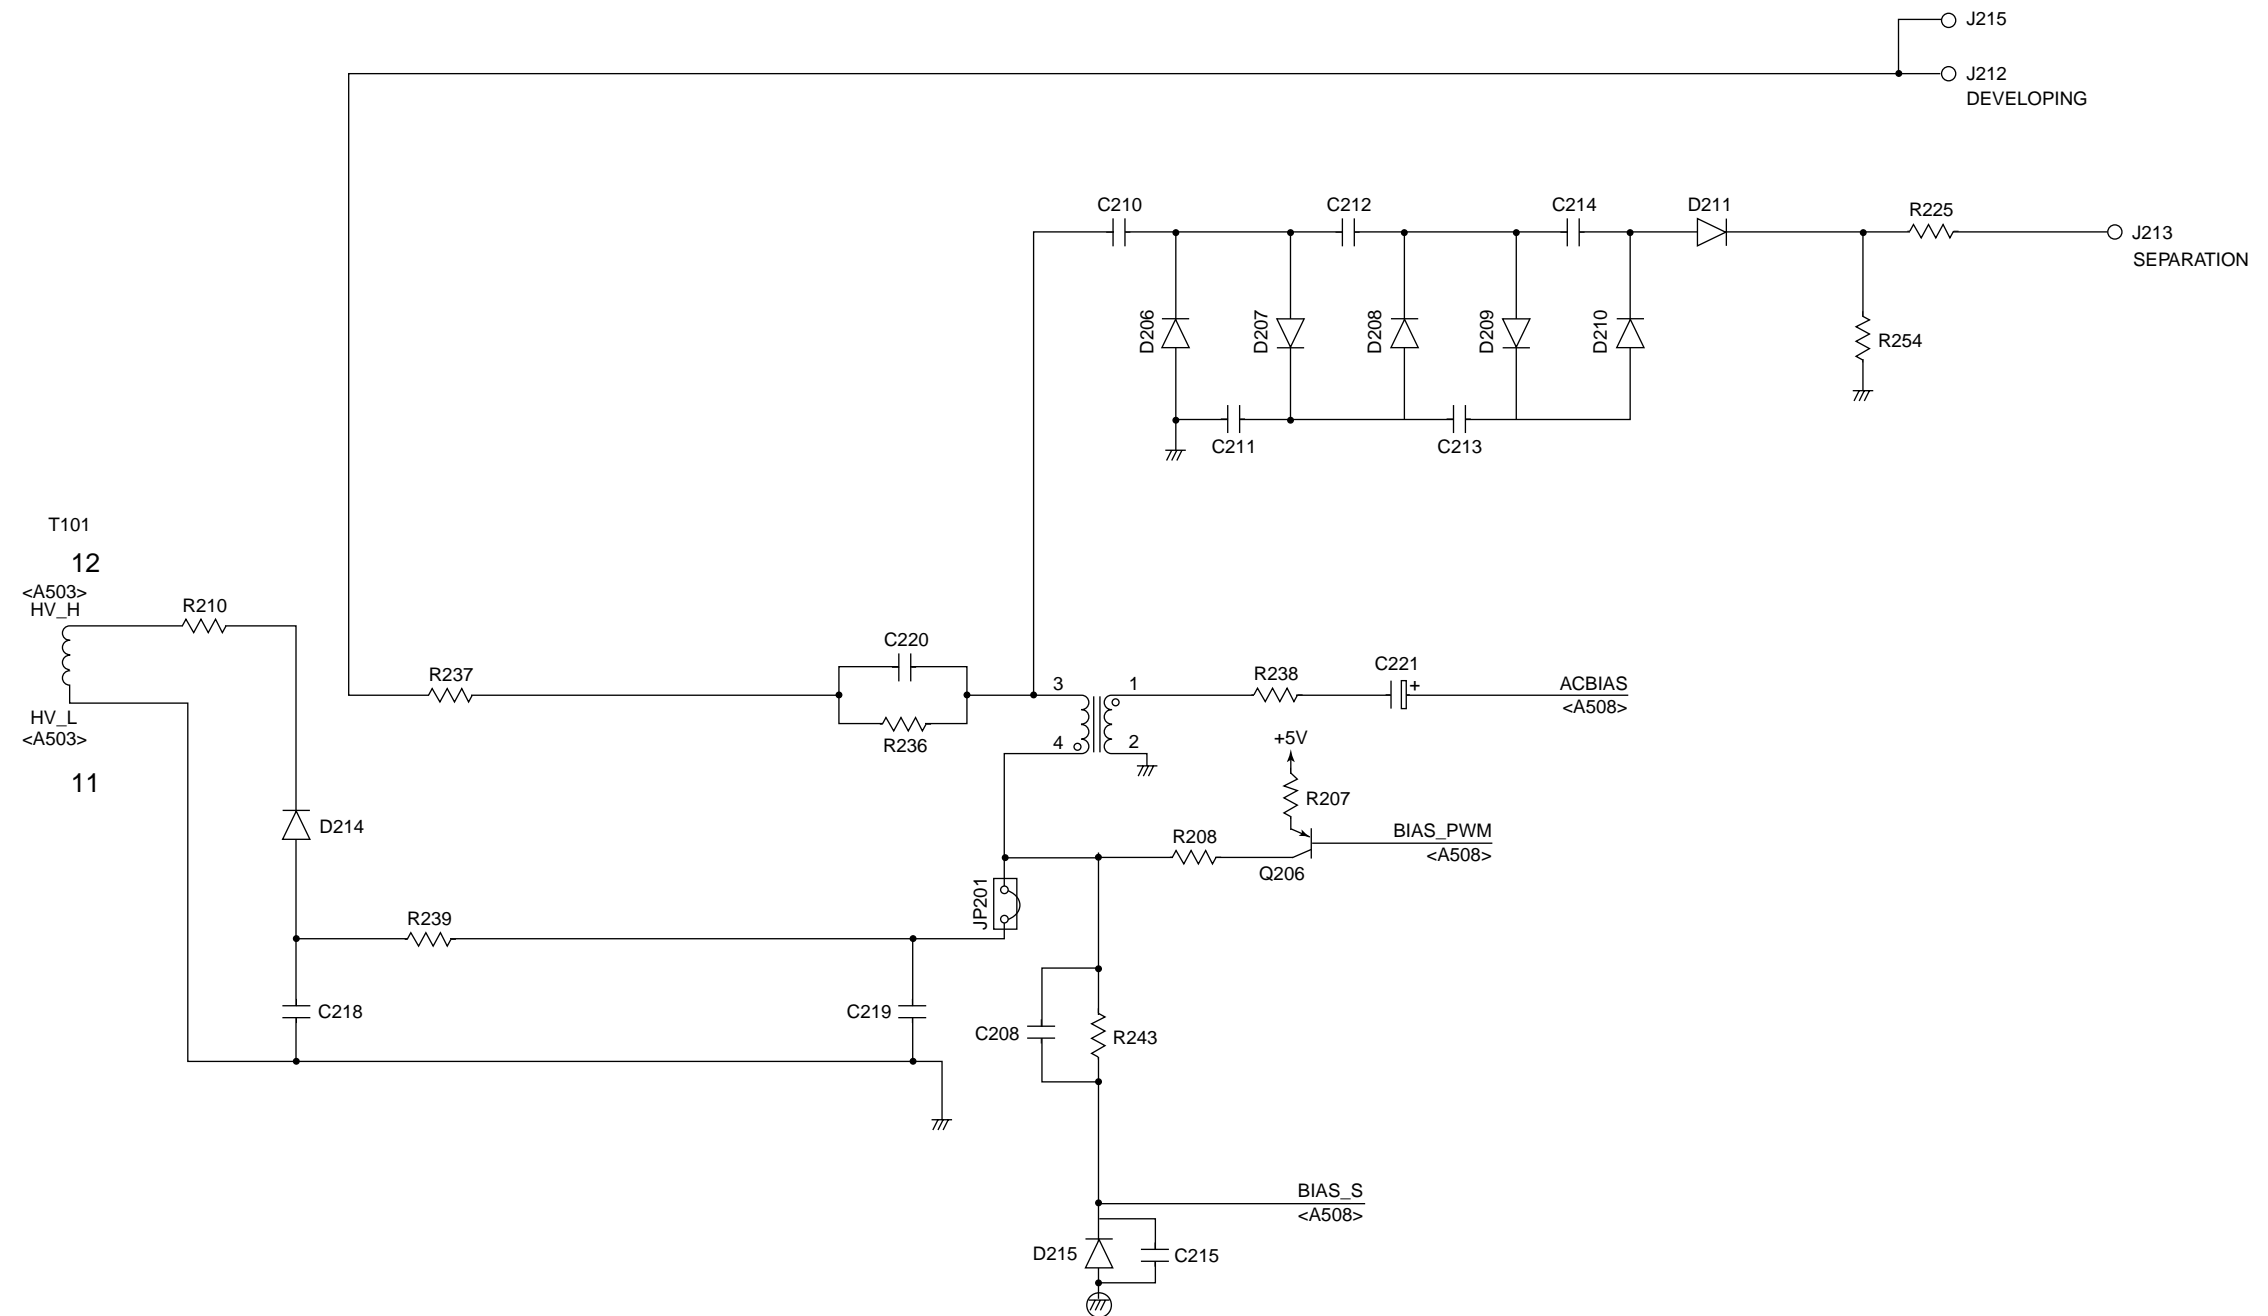 J215
J212
DEVELOPING
C210
C212
C214
D211
R225
J213
SEPARATION
D206
D207
D208
D209
D210
R254
C211
C213
T101
12
<A503>
HV_H
R210
HV_L
<A503>
11
R237
C220
R236
3
1
4
2
R238
C221
+
ACBIAS
<A508>
+5V
R207
D214
R208
BIAS_PWM
<A508>
Q206
JP201
R239
C218
C219
C208
R243
BIAS_S
<A508>
D215
C215